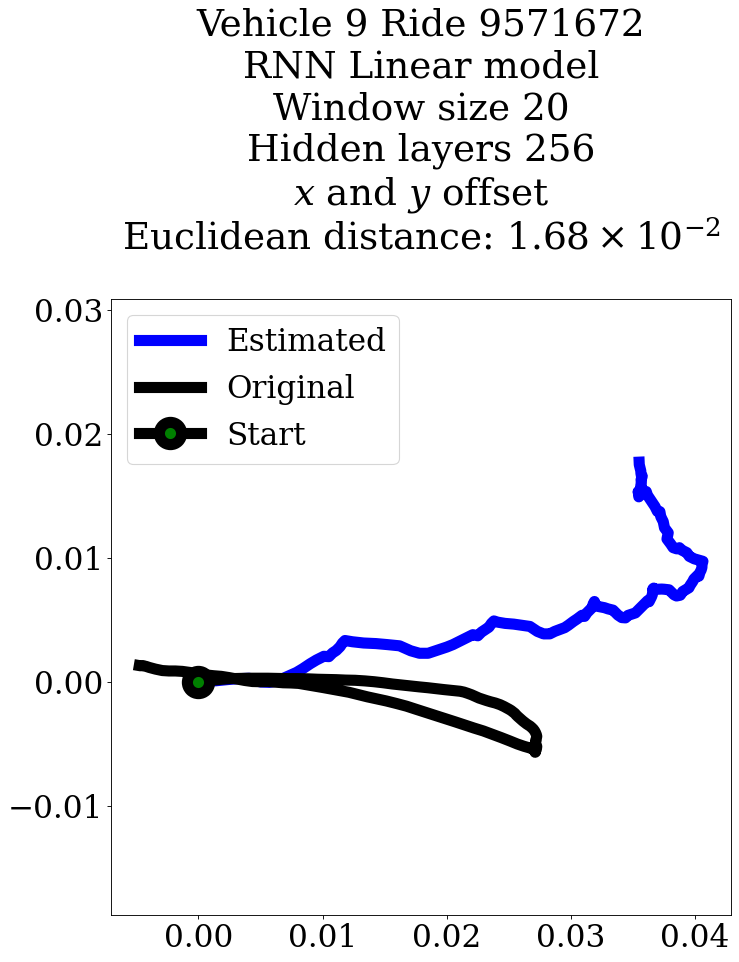 Vehicle 9 Ride 9571672
RNN Linear model
Window size 20
Hidden layers 256
x and y offset
Euclidean distance: 1.68 × 10⁻²
Estimated
Original
Start
0.03
0.02
0.01
0.00
−0.01
0.00 0.01 0.02 0.03 0.04